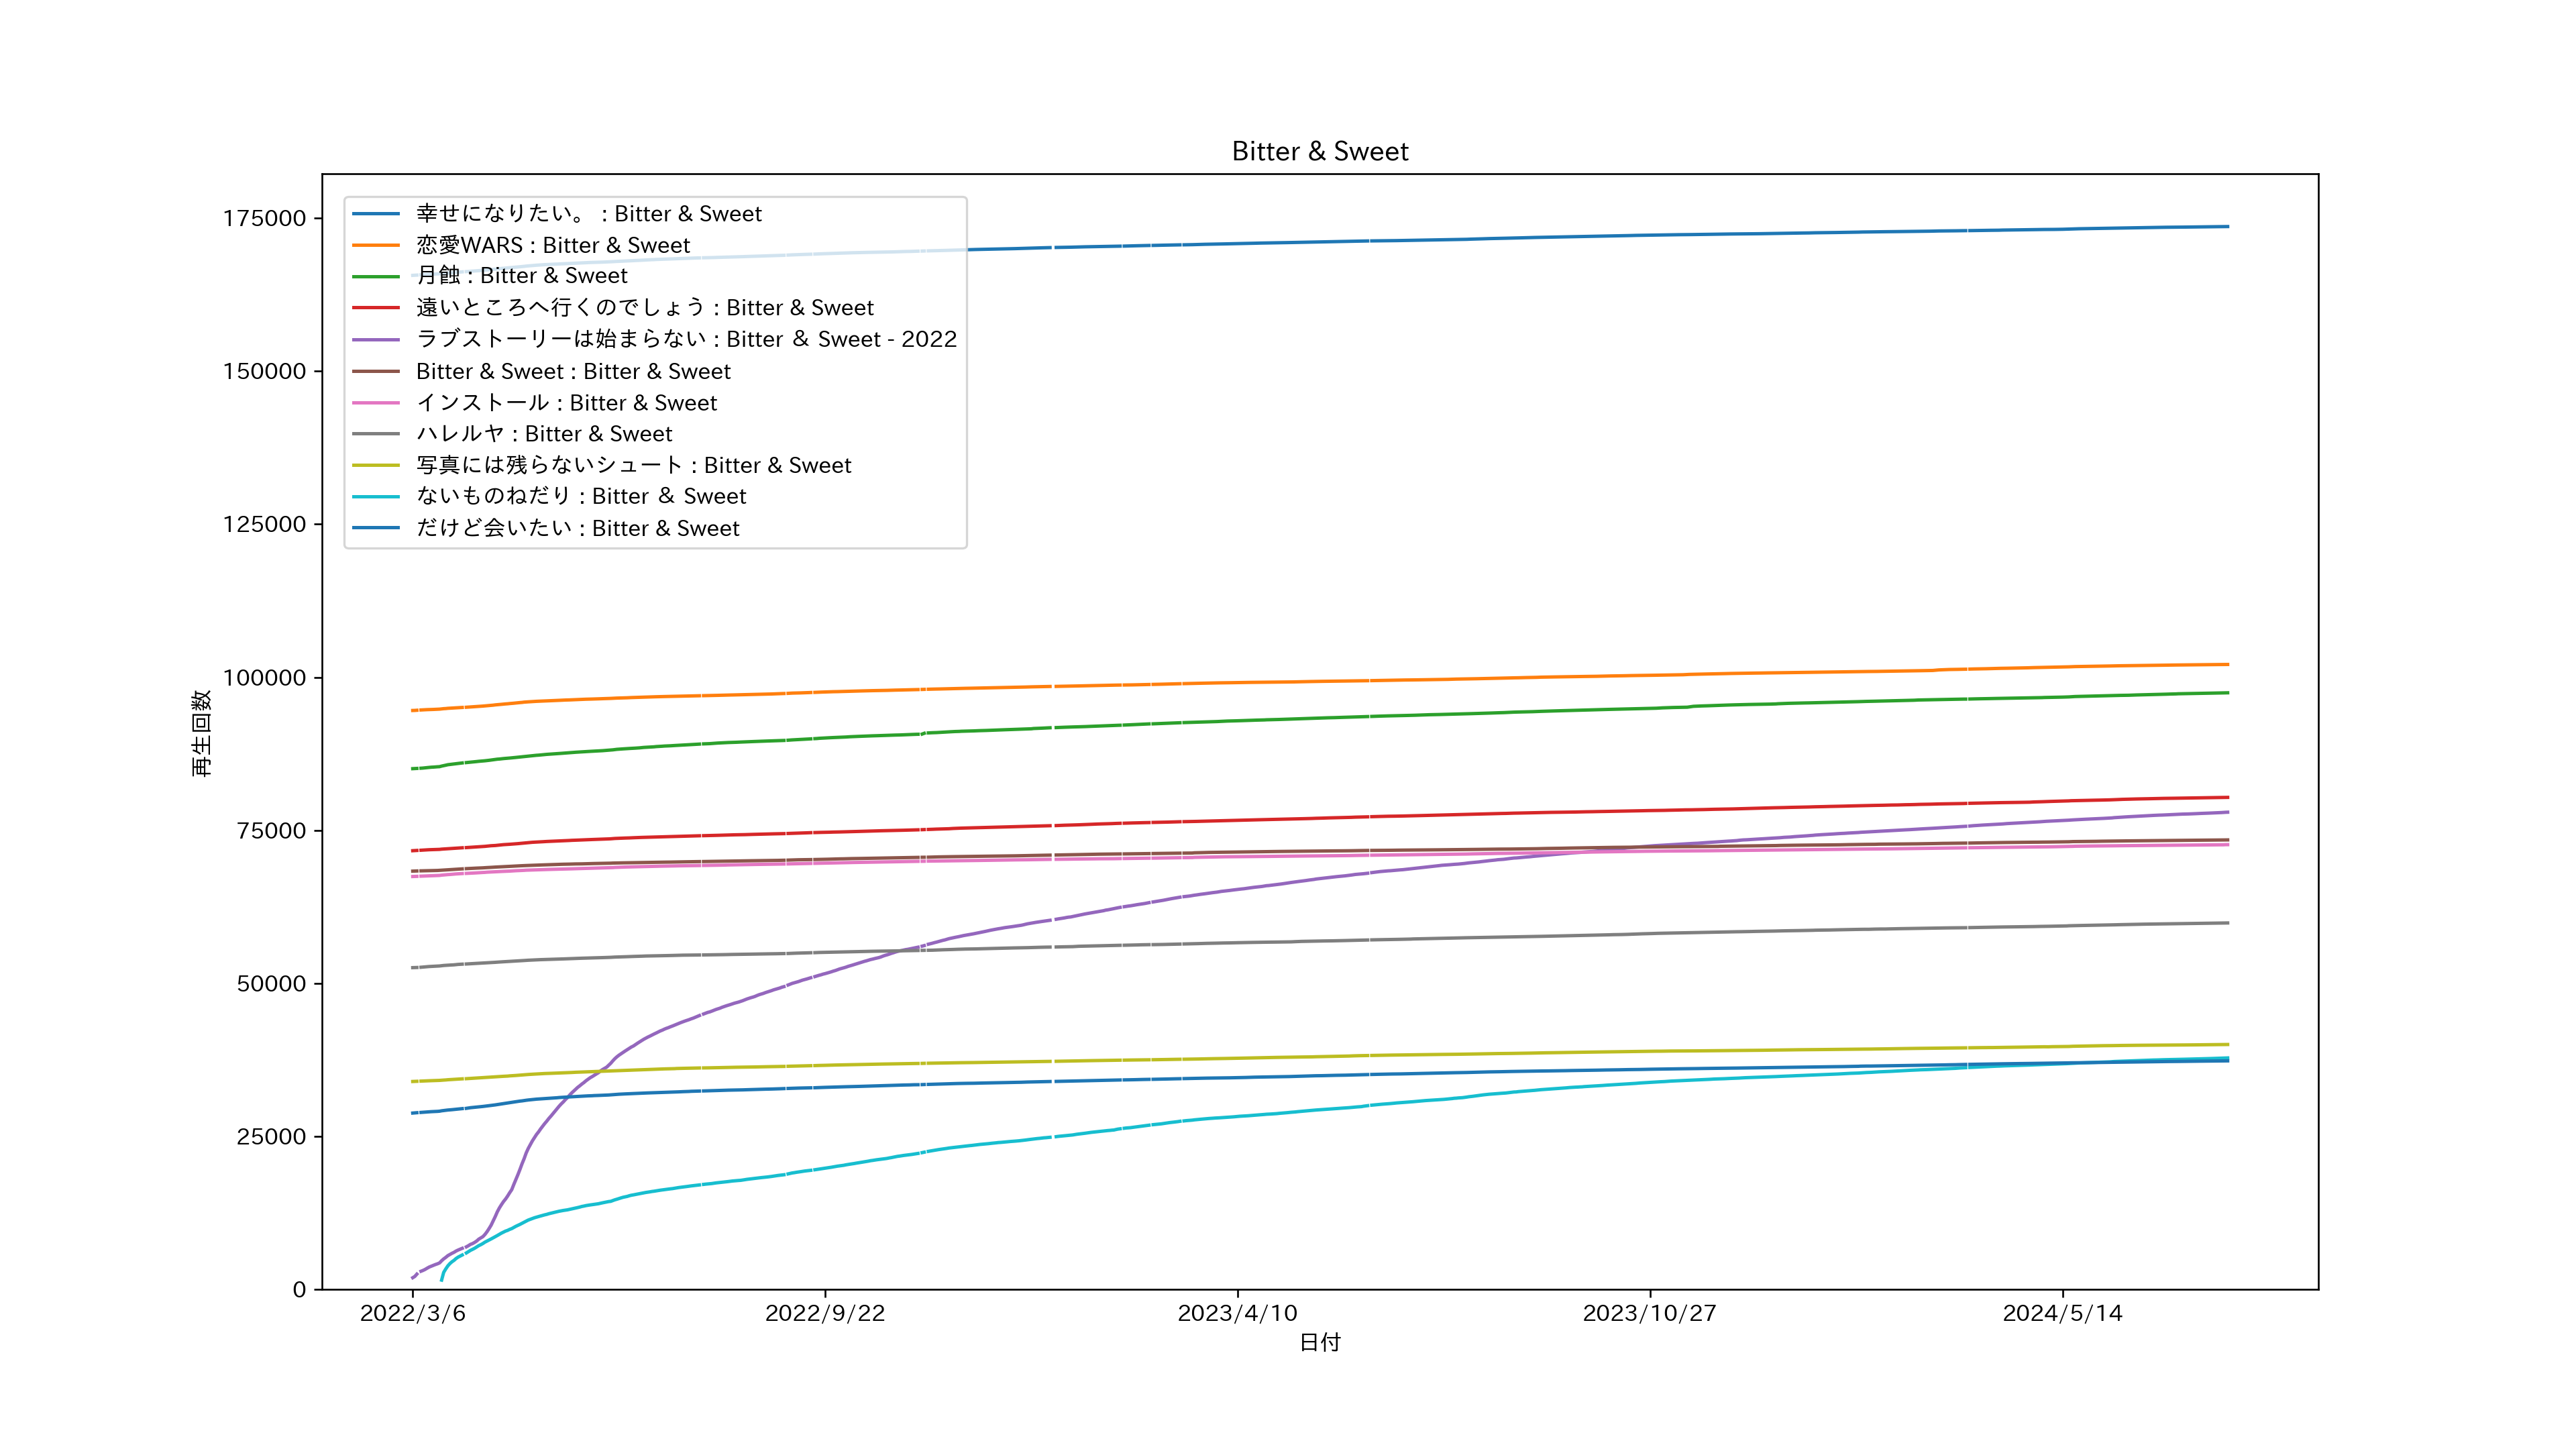 Bitter & Sweet
175000
150000
125000
100000
75000
50000
25000
0
再生回数
幸せになりたい。 : Bitter & Sweet
恋愛WARS : Bitter & Sweet
月蝕 : Bitter & Sweet
遠いところへ行くのでしょう : Bitter & Sweet
ラブストーリーは始まらない : Bitter & Sweet - 2022
Bitter & Sweet : Bitter & Sweet
インストール : Bitter & Sweet
ハレルヤ : Bitter & Sweet
写真には残らないシュート : Bitter & Sweet
ないものねだり : Bitter & Sweet
だけど会いたい : Bitter & Sweet
2022/3/6
2022/9/22
2023/4/10
2023/10/27
2024/5/14
日付